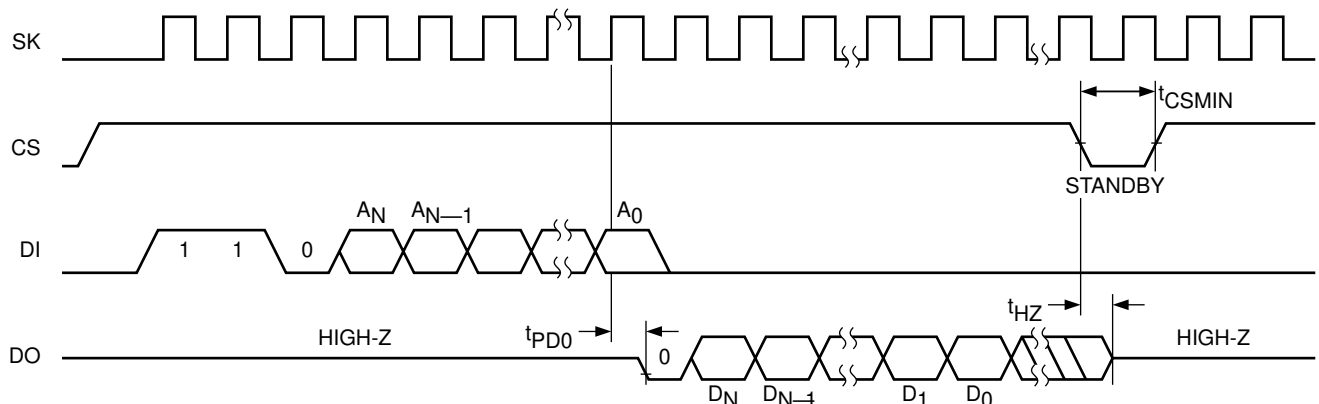 SK
tCSMIN
CS
STANDBY
AN AN—1 A0
DI 1 1 0
tHZ
HIGH-Z tPD0 HIGH-Z
DO 0
DN DN—1 D1 D0